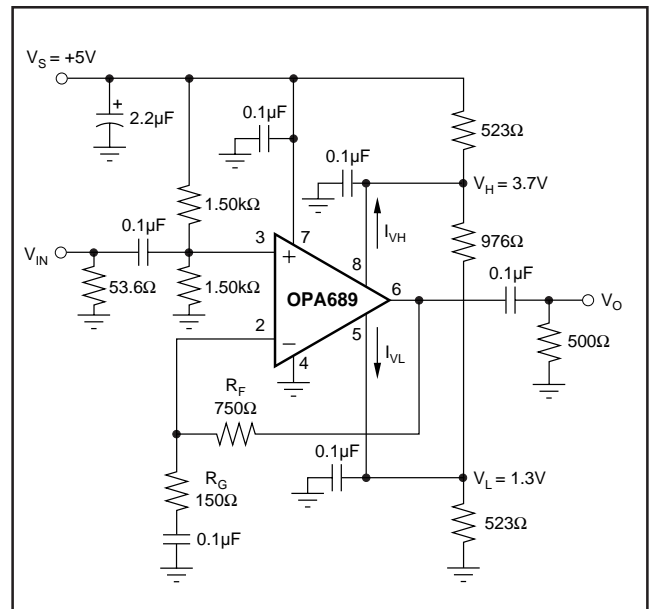 V_S = +5V
2.2µF
+
0.1µF
0.1µF
523Ω
V_H = 3.7V
1.50kΩ
976Ω
0.1µF
I_VH
V_IN
3
7
8
+
0.1µF
53.6Ω
1.50kΩ
OPA689
6
V_O
2
−
5
4
I_VL
500Ω
R_F
750Ω
0.1µF
V_L = 1.3V
R_G
150Ω
523Ω
0.1µF